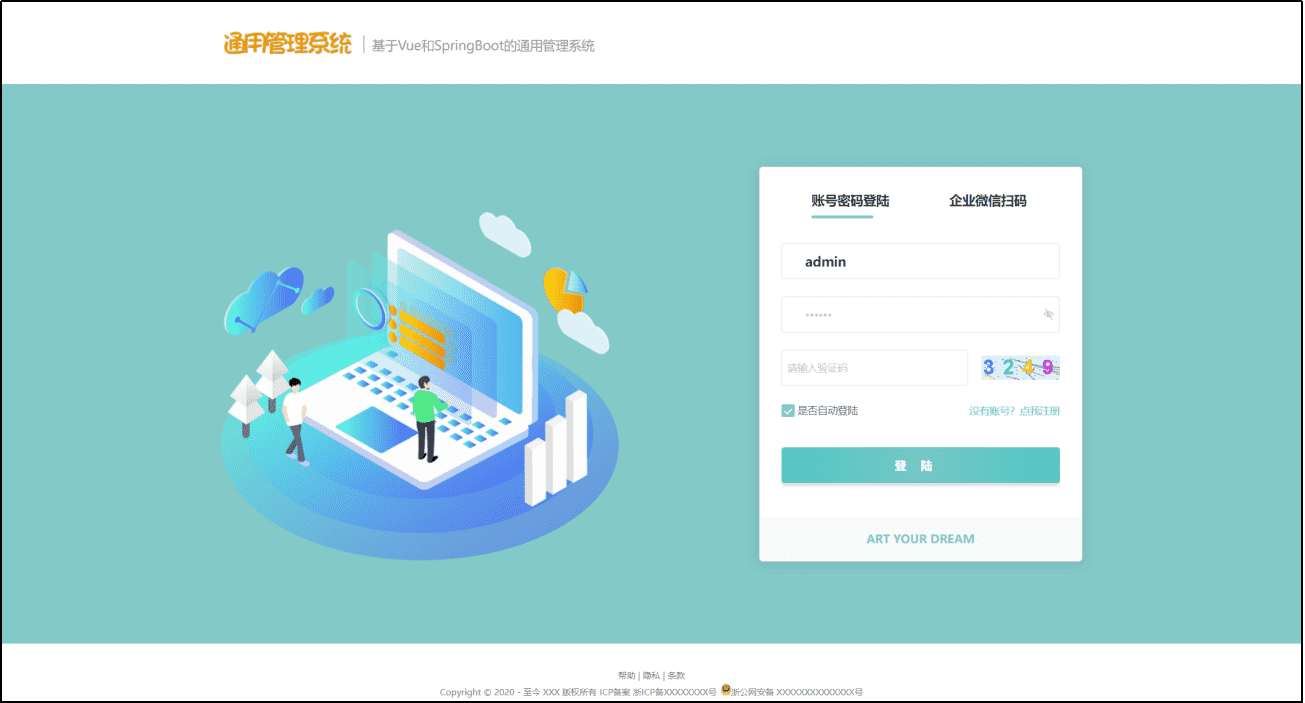 通用管理系统 | 基于Vue和SpringBoot的通用管理系统
账号密码登陆 企业微信扫码
admin
••••••
请输入验证码 3249
是否自动登陆 没有账号？点我注册
登 陆
ART YOUR DREAM
帮助 | 隐私 | 条款
Copyright © 2020 - 至今 XXX 版权所有 ICP备案 浙ICP备XXXXXXXX号 浙公网安备 XXXXXXXXXXXXXX号